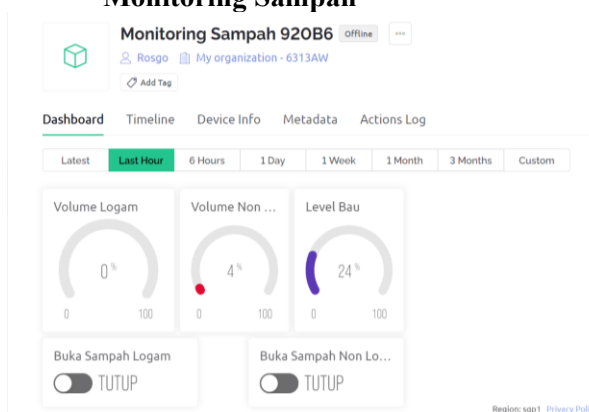 Monitoring Sampah
Monitoring Sampah 920B6 Offline
Rosgo My organization - 6313AW
Add Tag
Dashboard Timeline Device Info Metadata Actions Log
Latest Last Hour 6 Hours 1 Day 1 Week 1 Month 3 Months Custom
Volume Logam Volume Non ... Level Bau
0 % 4 % 24 %
0 100 0 100 0 100
Buka Sampah Logam Buka Sampah Non Lo...
TUTUP TUTUP
Region: sgp1 Privacy Poli